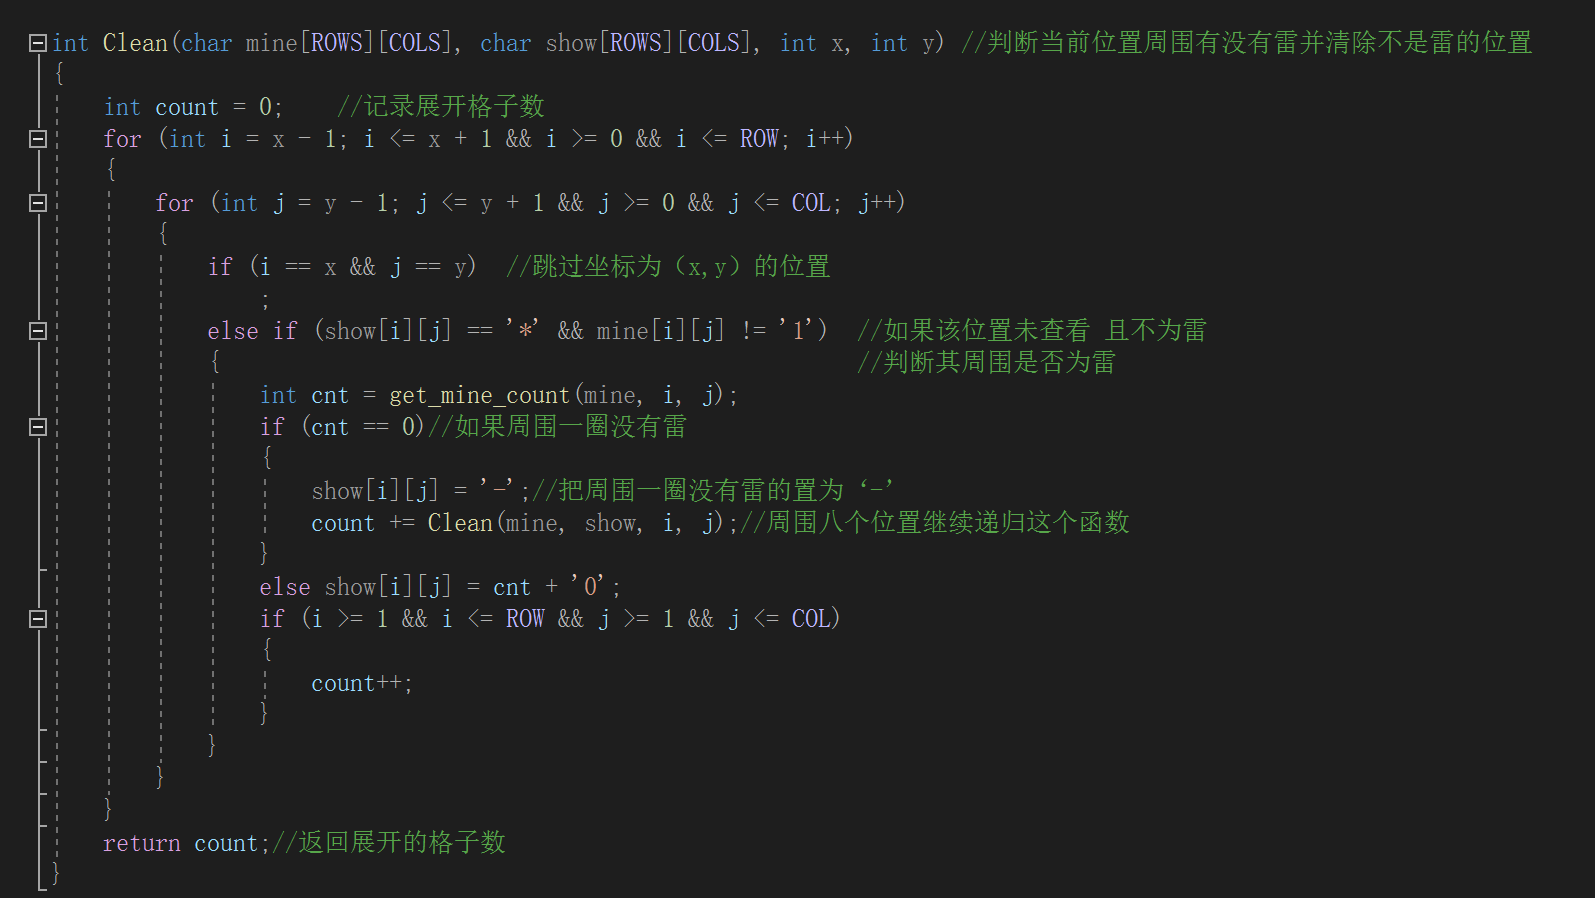 int Clean(char mine[ROWS][COLS], char show[ROWS][COLS], int x, int y) //判断当前位置周围有没有雷并清除不是雷的位置
{
    int count = 0;    //记录展开格子数
    for (int i = x - 1; i <= x + 1 && i >= 0 && i <= ROW; i++)
    {
        for (int j = y - 1; j <= y + 1 && j >= 0 && j <= COL; j++)
        {
            if (i == x && j == y)  //跳过坐标为（x,y）的位置
                ;
            else if (show[i][j] == '*' && mine[i][j] != '1')  //如果该位置未查看 且不为雷
            {                                                 //判断其周围是否为雷
                int cnt = get_mine_count(mine, i, j);
                if (cnt == 0)//如果周围一圈没有雷
                {
                    show[i][j] = '-';//把周围一圈没有雷的置为‘-’
                    count += Clean(mine, show, i, j);//周围八个位置继续递归这个函数
                }
                else show[i][j] = cnt + '0';
                if (i >= 1 && i <= ROW && j >= 1 && j <= COL)
                {
                    count++;
                }
            }
        }
    }
    return count;//返回展开的格子数
}